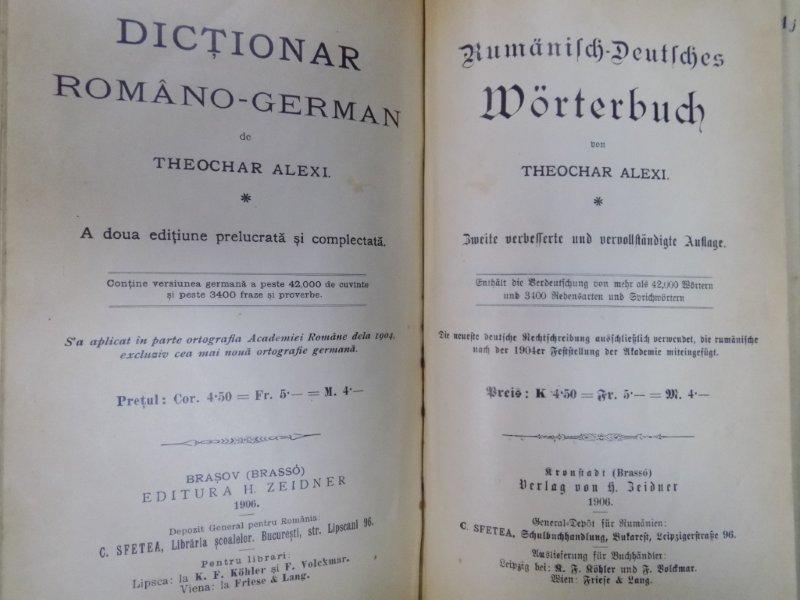 DICȚIONAR
ROMÂNO-GERMAN
de
THEOCHAR ALEXI.
*
A doua edițiune prelucrată și complectată.
Conține versiunea germană a peste 42,000 de cuvinte
și peste 3400 fraze și proverbe.
S'a aplicat in parte ortografia Academiei Române dela 1904,
excluziv cea mai nouă ortografie germană.
Prețul: Cor. 4·50 = Fr. 5·— = M. 4·—
BRAȘOV (BRASSÓ)
EDITURA H. ZEIDNER
1906.
Depozit General pentru România:
C. SFETEA, Librăria școalelor. București, str. Lipscani 96.
Pentru librari:
Lipsca: la K. F. Köhler și F. Volckmar.
Viena: la Friese & Lang.
Rumänisch-Deutsches
Wörterbuch
von
THEOCHAR ALEXI.
*
Zweite verbesserte und vervollständigte Auflage.
Enthält die Verdeutschung von mehr als 42,000 Wörtern
und 3400 Redensarten und Sprichwörtern
Die neueste deutsche Rechtschreibung ausschließlich verwendet, die rumänische
nach der 1904er Feststellung der Akademie miteingefügt.
Preis: K 4·50 = Fr. 5·— = M. 4·—
Kronstadt (Brassó)
Verlag von H. Zeidner
1906.
General-Depôt für Rumänien:
C. SFETEA, Schulbuchhandlung, Bukarest, Leipzigerstraße 96.
Auslieferung für Buchhändler:
Leipzig bei: K. F. Köhler und F. Volckmar.
Wien: Friese & Lang.